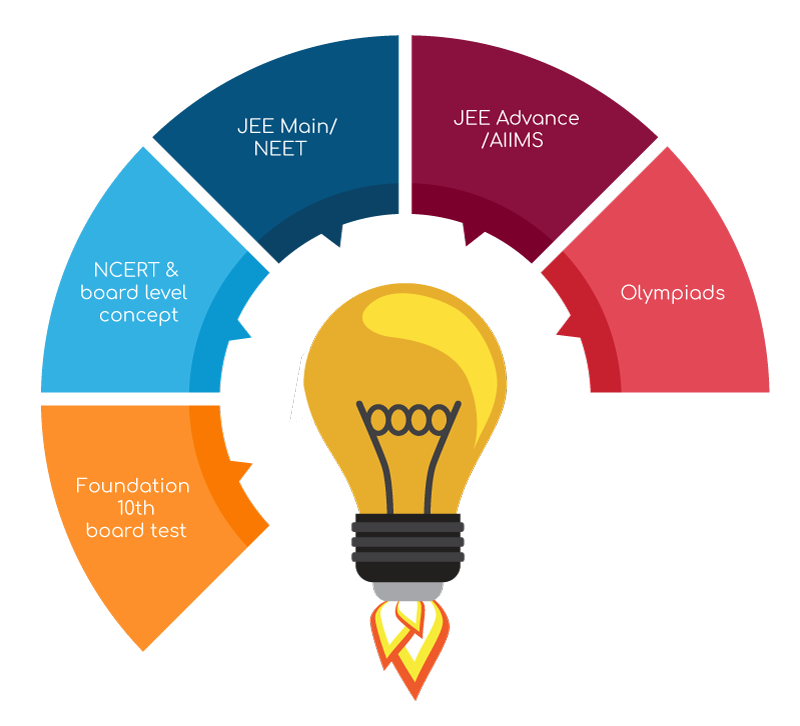 JEE Main/
NEET
JEE Advance
/AIIMS
NCERT &
board level
concept
Olympiads
Foundation
10th
board test